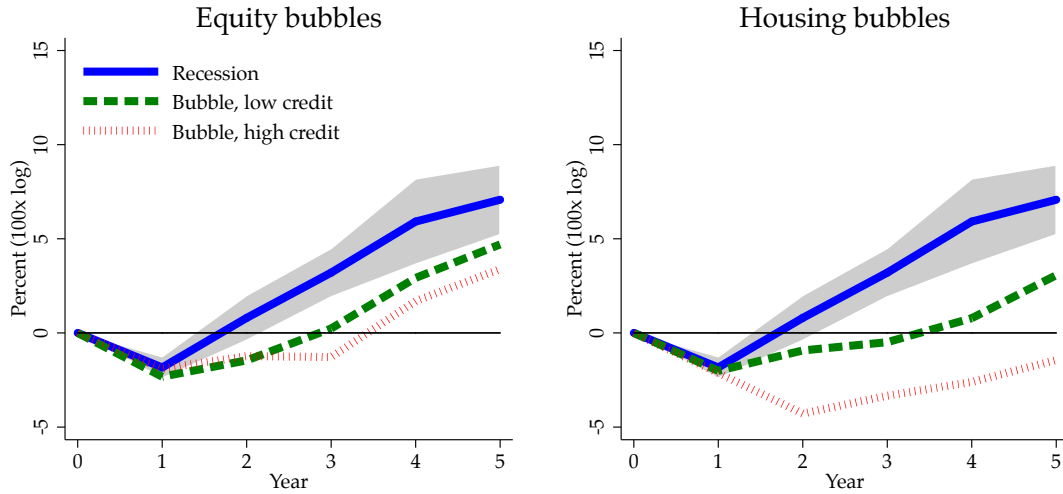 Equity bubbles
Percent (100x log)
15
10
5
0
-5
Recession
Bubble, low credit
Bubble, high credit
0 1 2 3 4 5
Year
Housing bubbles
Percent (100x log)
15
10
5
0
-5
0 1 2 3 4 5
Year